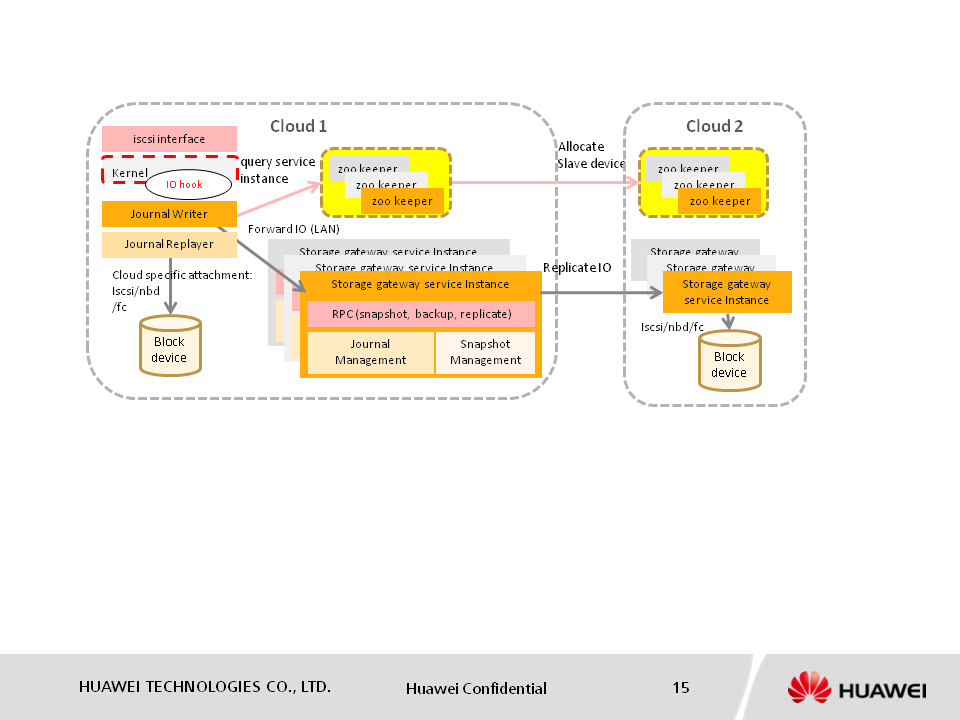 Cloud 1
Cloud 2
iscsi interface
Kernel
IO hook
Journal Writer
Journal Replayer
query service
instance
zoo keeper
zoo keeper
zoo keeper
Allocate
Slave device
zoo keeper
zoo keeper
zoo keeper
Forward IO (LAN)
Cloud specific attachment:
Iscsi/nbd
/fc
Block
device
Storage gateway service Instance
Storage gateway service Instance
Storage gateway service Instance
RPC (snapshot, backup, replicate)
Journal
Management
Snapshot
Management
Replicate IO
Storage gateway
Storage gateway
Storage gateway
service Instance
Iscsi/nbd/fc
Block
device
HUAWEI TECHNOLOGIES CO., LTD.
Huawei Confidential
15
HUAWEI